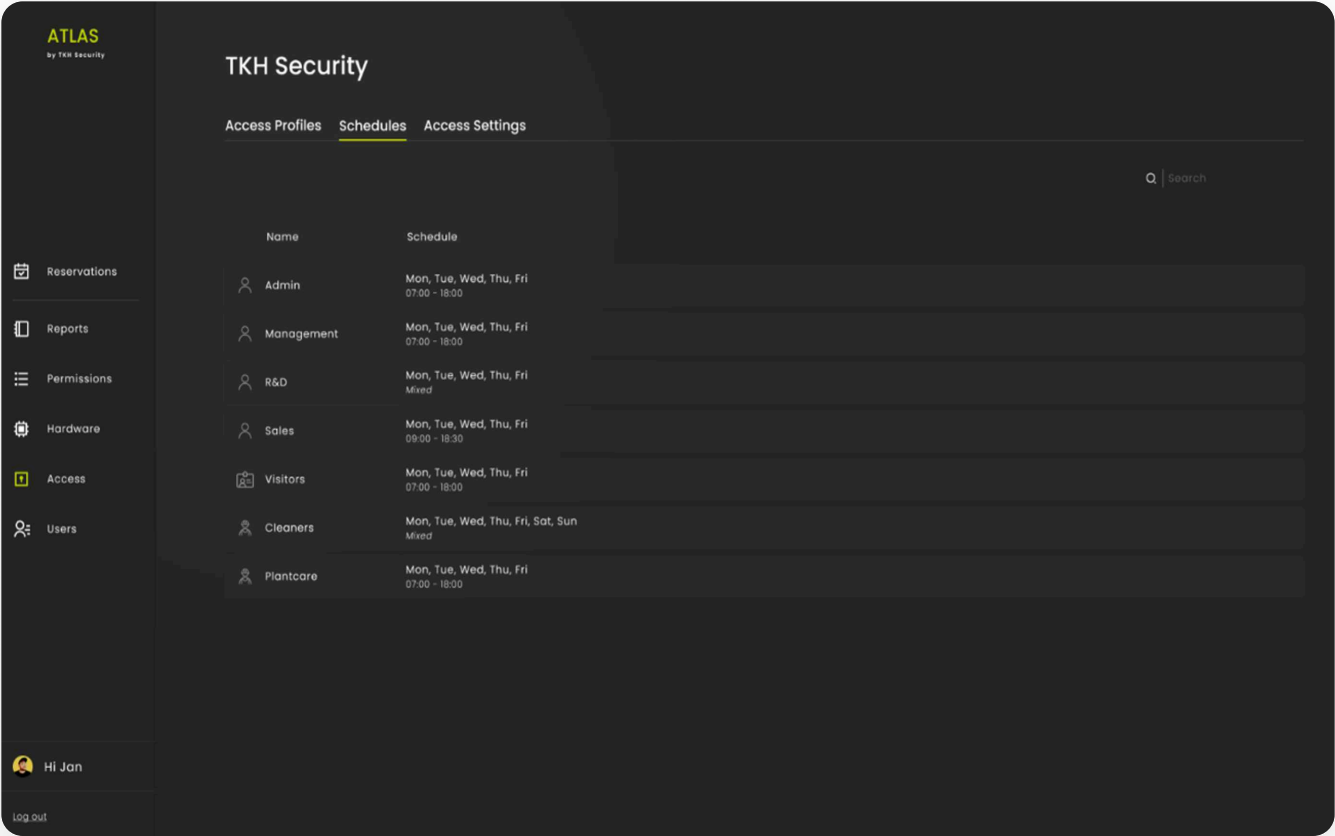 ATLAS
by TKH Security
TKH Security
Access Profiles Schedules Access Settings
Search
Name Schedule
Admin
Mon, Tue, Wed, Thu, Fri
07:00 - 18:00
Management
Mon, Tue, Wed, Thu, Fri
07:00 - 18:00
R&D
Mon, Tue, Wed, Thu, Fri
Mixed
Sales
Mon, Tue, Wed, Thu, Fri
09:00 - 18:30
Visitors
Mon, Tue, Wed, Thu, Fri
07:00 - 18:00
Cleaners
Mon, Tue, Wed, Thu, Fri, Sat, Sun
Mixed
Plantcare
Mon, Tue, Wed, Thu, Fri
07:00 - 18:00
Reservations
Reports
Permissions
Hardware
Access
Users
Hi Jan
Log out